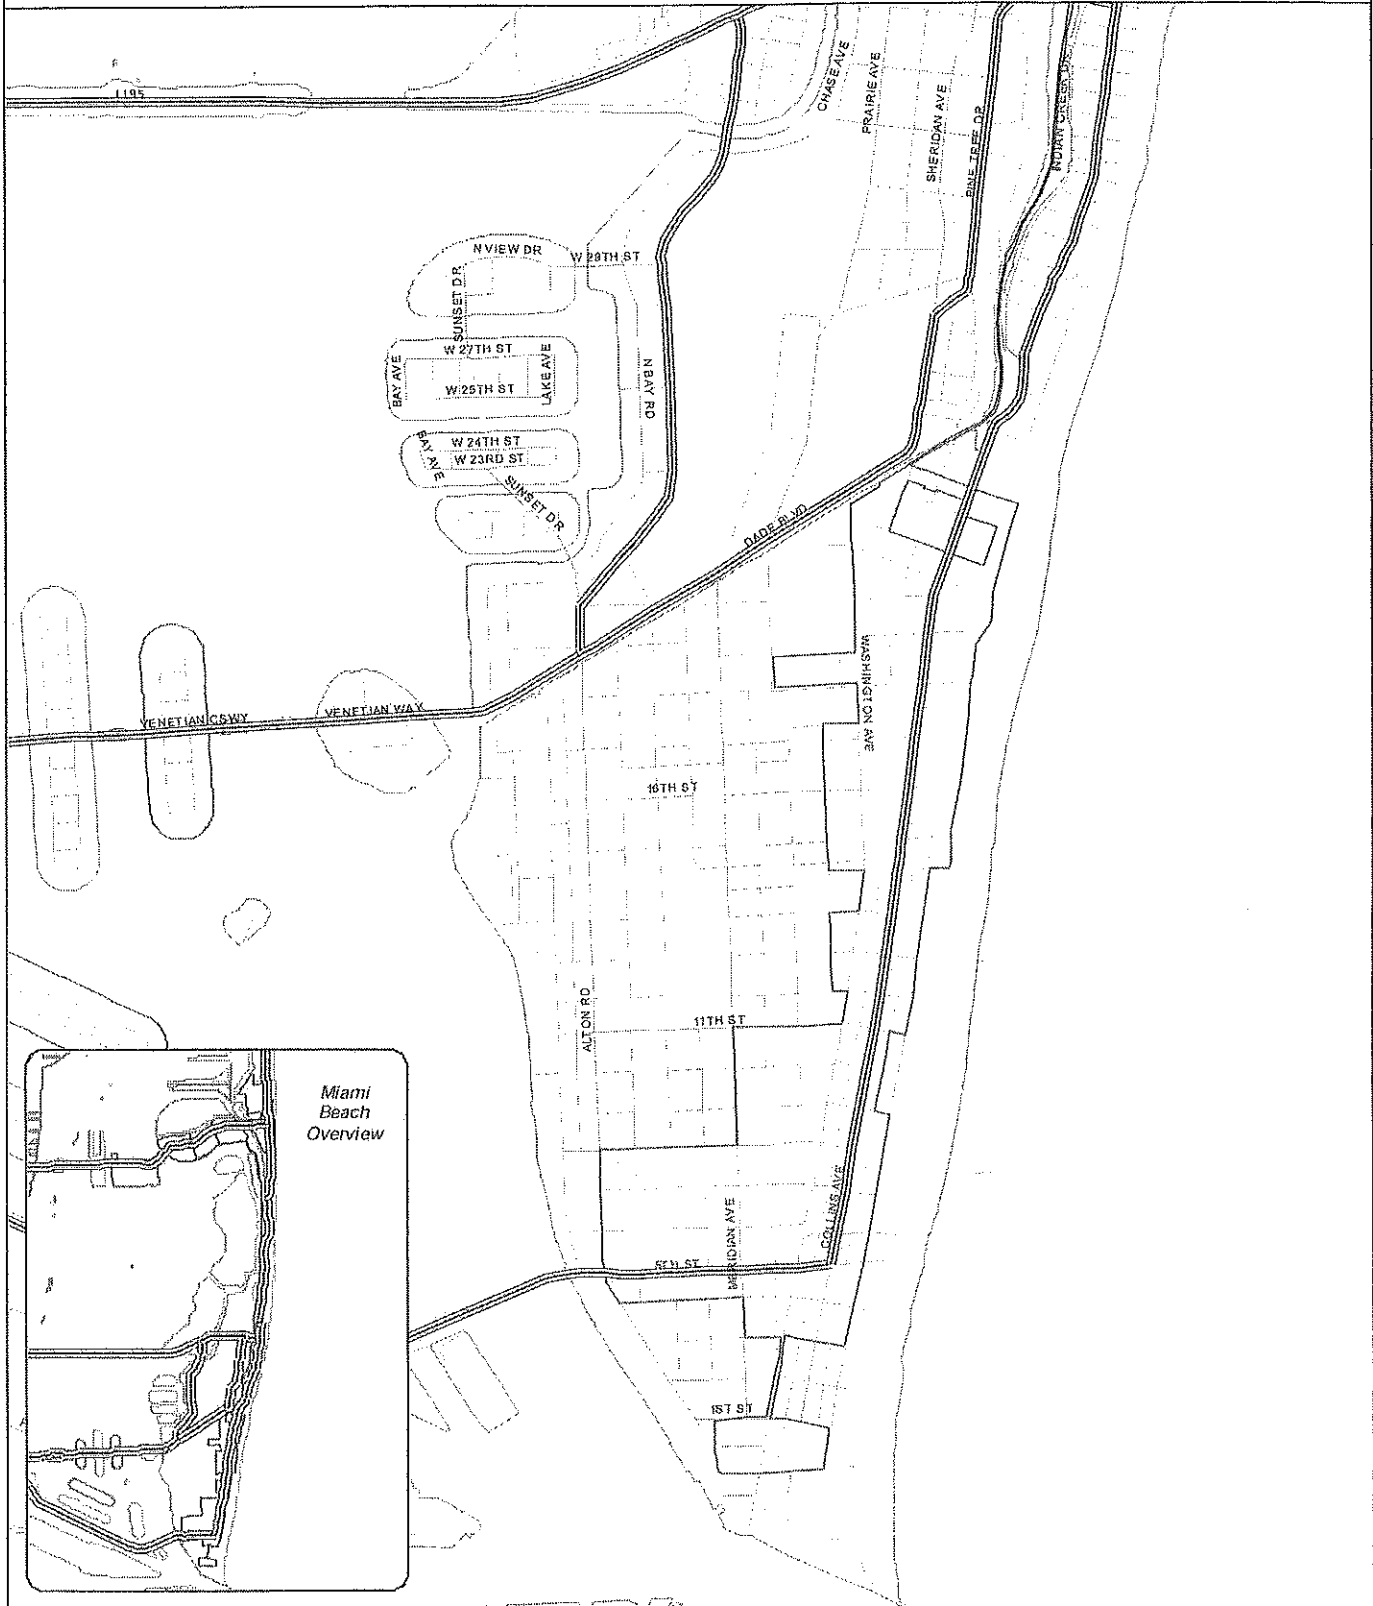 I195
CHASE AVE
PRAIRIE AVE
SHERIDAN AVE
PINE TREE DR
INDIAN CREEK
N VIEW DR
W 29TH ST
SUNSET DR
W 27TH ST
BAY AVE
LAKE AVE
W 25TH ST
N BAY RD
W 24TH ST
BAY AVE
W 23RD ST
SUNSET DR
DADE BLVD
WASHINGTON AVE
VENETIAN CSWY
VENETIAN WAY
16TH ST
ALTON RD
11TH ST
Miami
Beach
Overview
COLLINS AVE
MERIDIAN AVE
5TH ST
1ST ST